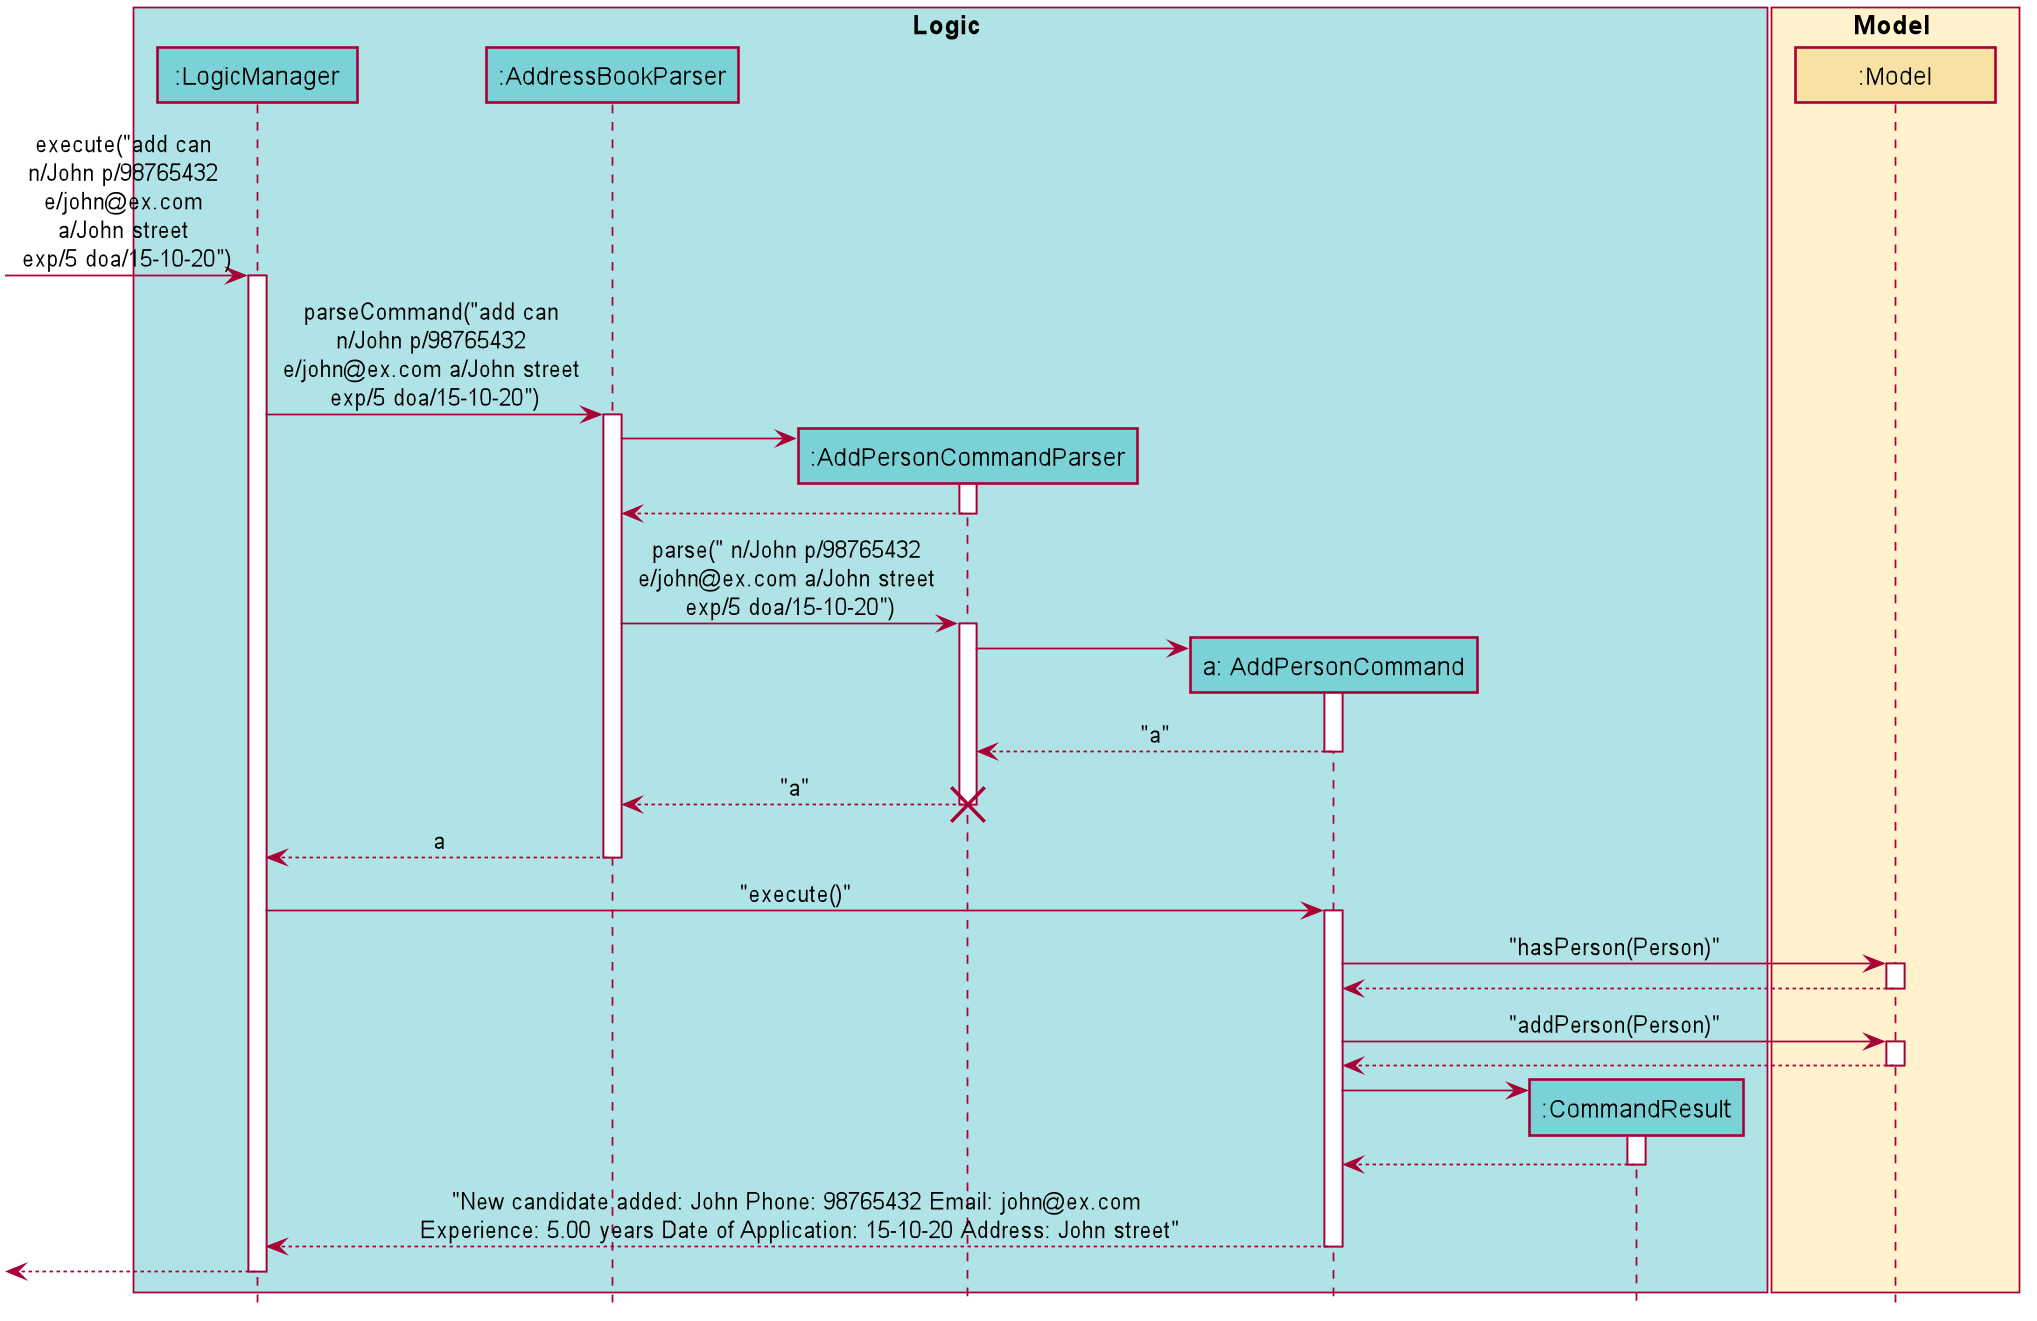 Logic
Model
:LogicManager
:AddressBookParser
:Model
execute("add can
n/John p/98765432
e/john@ex.com
a/John street
exp/5 doa/15-10-20")
parseCommand("add can
n/John p/98765432
e/john@ex.com a/John street
exp/5 doa/15-10-20")
:AddPersonCommandParser
parse(" n/John p/98765432
e/john@ex.com a/John street
exp/5 doa/15-10-20")
a: AddPersonCommand
"a"
"a"
a
"execute()"
"hasPerson(Person)"
"addPerson(Person)"
:CommandResult
"New candidate added: John Phone: 98765432 Email: john@ex.com
Experience: 5.00 years Date of Application: 15-10-20 Address: John street"